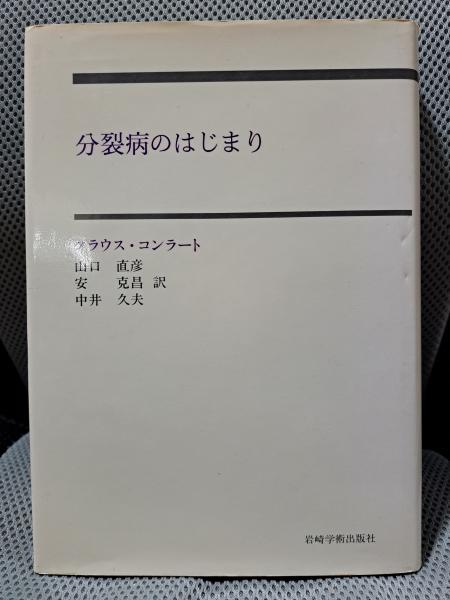 分裂病のはじまり
クラウス・コンラート
山口 直彦
安 克昌 訳
中井 久夫
岩崎学術出版社